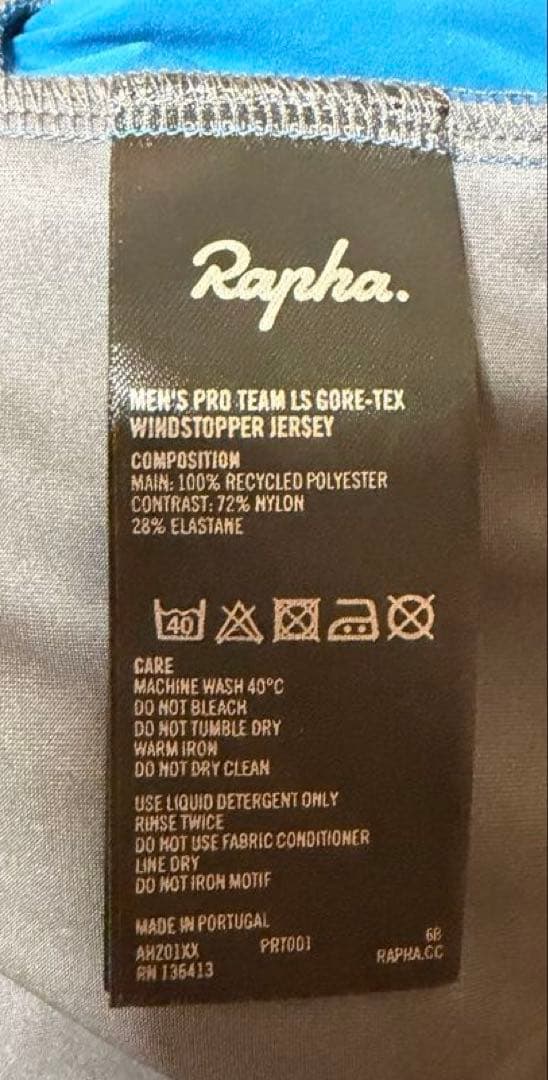 Rapha.
MEN'S PRO TEAM LS GORE-TEX
WINDSTOPPER JERSEY
COMPOSITION
MAIN: 100% RECYCLED POLYESTER
CONTRAST: 72% NYLON
28% ELASTANE
40
CARE
MACHINE WASH 40°C
DO NOT BLEACH
DO NOT TUMBLE DRY
WARM IRON
DO NOT DRY CLEAN
USE LIQUID DETERGENT ONLY
RINSE TWICE
DO NOT USE FABRIC CONDITIONER
LINE DRY
DO NOT IRON MOTIF
MADE IN PORTUGAL
AHZ01XX PRT001 6B
RN 136413 RAPHA.CC